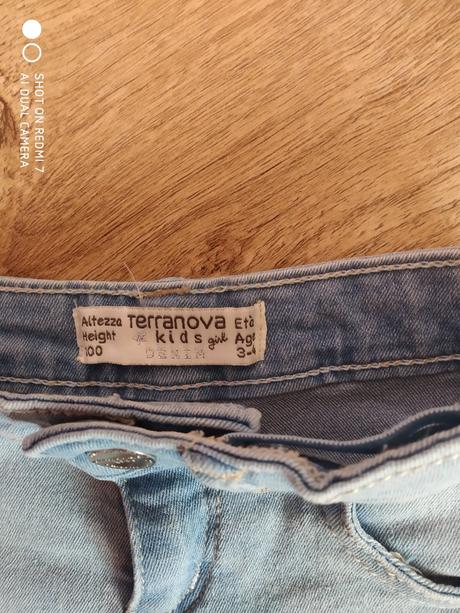 SHOT ON REDMI 7
AI DUAL CAMERA
Altezza Terranova Età
Height kids girl Age
100 DENIM 3-4